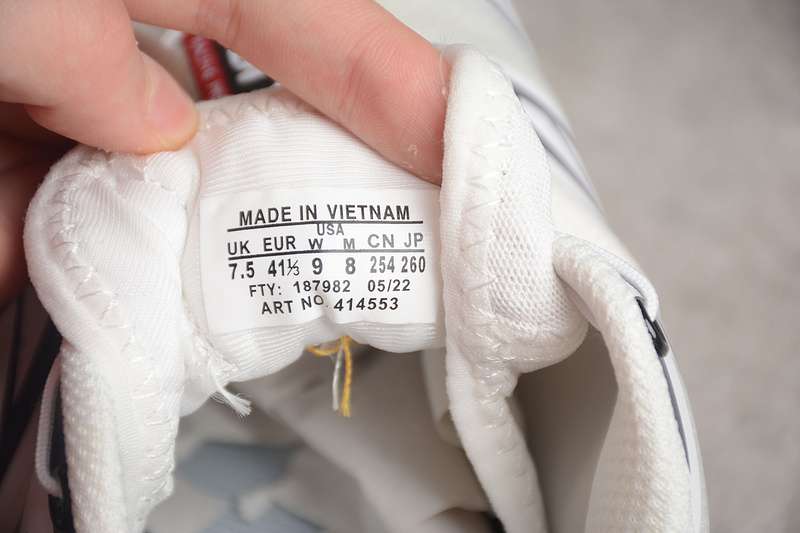 MADE IN VIETNAM
USA
UK EUR W M CN JP
7.5 41⅓ 9 8 254 260
FTY: 187982 05/22
ART NO. 414553